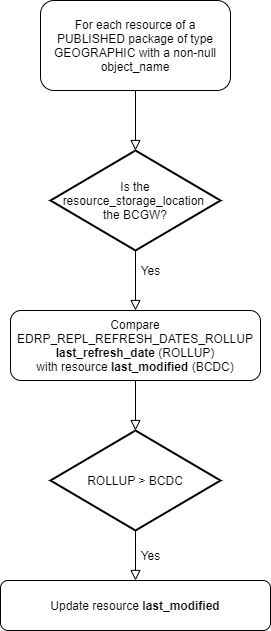 For each resource of a
PUBLISHED package of type
GEOGRAPHIC with a non-null
object_name
Is the
resource_storage_location
the BCGW?
Yes
Compare
EDRP_REPL_REFRESH_DATES_ROLLUP
last_refresh_date (ROLLUP)
with resource last_modified (BCDC)
ROLLUP > BCDC
Yes
Update resource last_modified